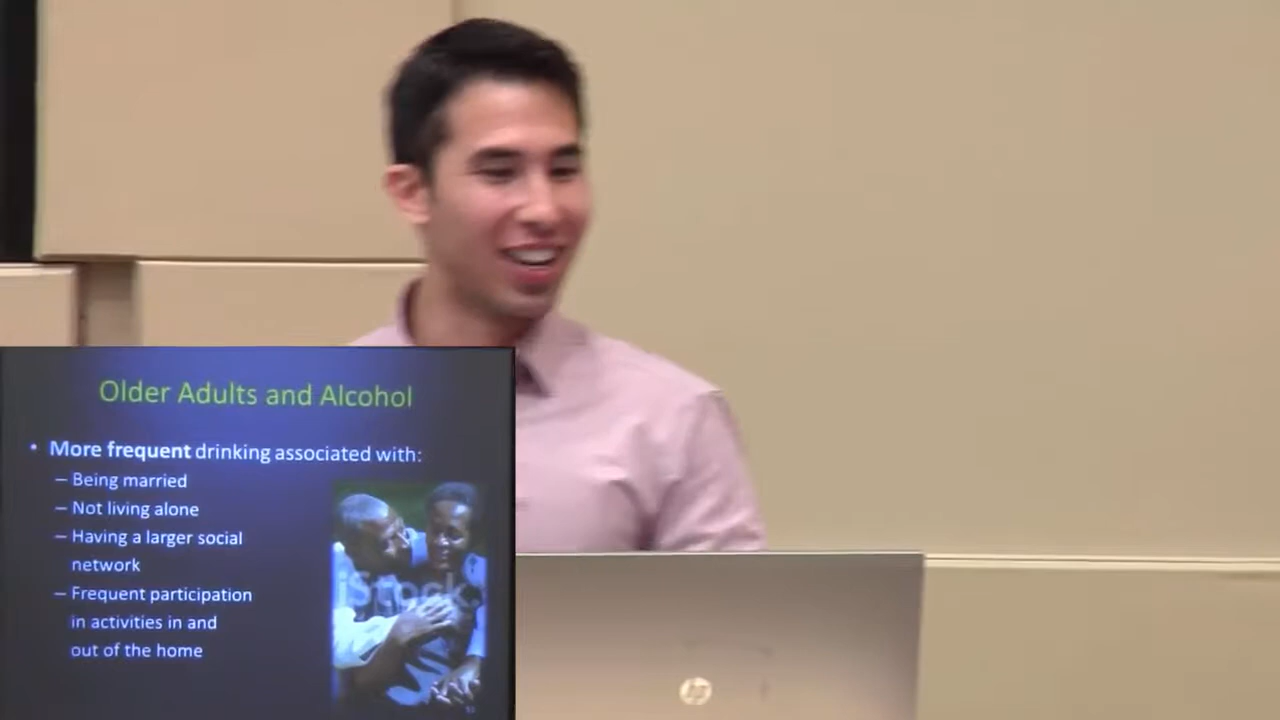 Older Adults and Alcohol
• More frequent drinking associated with:
– Being married
– Not living alone
– Having a larger social
network
– Frequent participation
in activities in and
out of the home
iStock.
hp